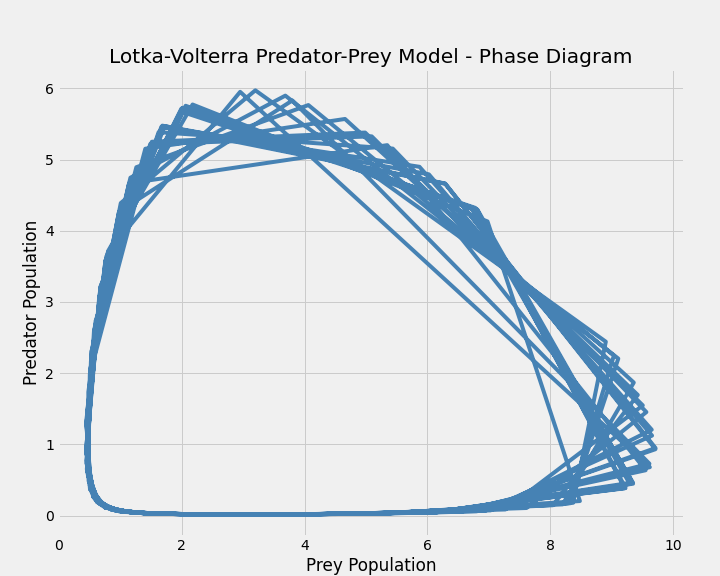 Lotka-Volterra Predator-Prey Model - Phase Diagram
6
5
4
3
2
1
0
Predator Population
0 2 4 6 8 10
Prey Population